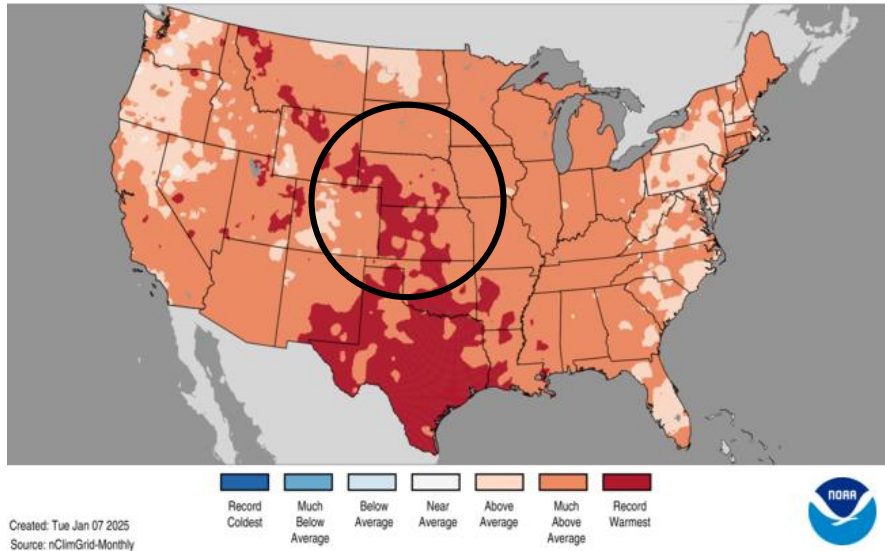 Record
Coldest
Much
Below
Average
Below
Average
Near
Average
Above
Average
Much
Above
Average
Record
Warmest
NOAA
Created: Tue Jan 07 2025
Source: nClimGrid-Monthly